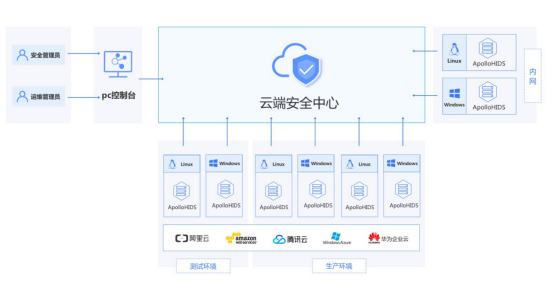 安全管理员
运维管理员
pc控制台
云端安全中心
Linux
ApolloHIDS
Windows
ApolloHIDS
内网
Linux
ApolloHIDS
Windows
ApolloHIDS
Linux
ApolloHIDS
Windows
ApolloHIDS
Linux
ApolloHIDS
Windows
ApolloHIDS
阿里云
amazon
web services
腾讯云
Windows Azure
华为企业云
测试环境
生产环境